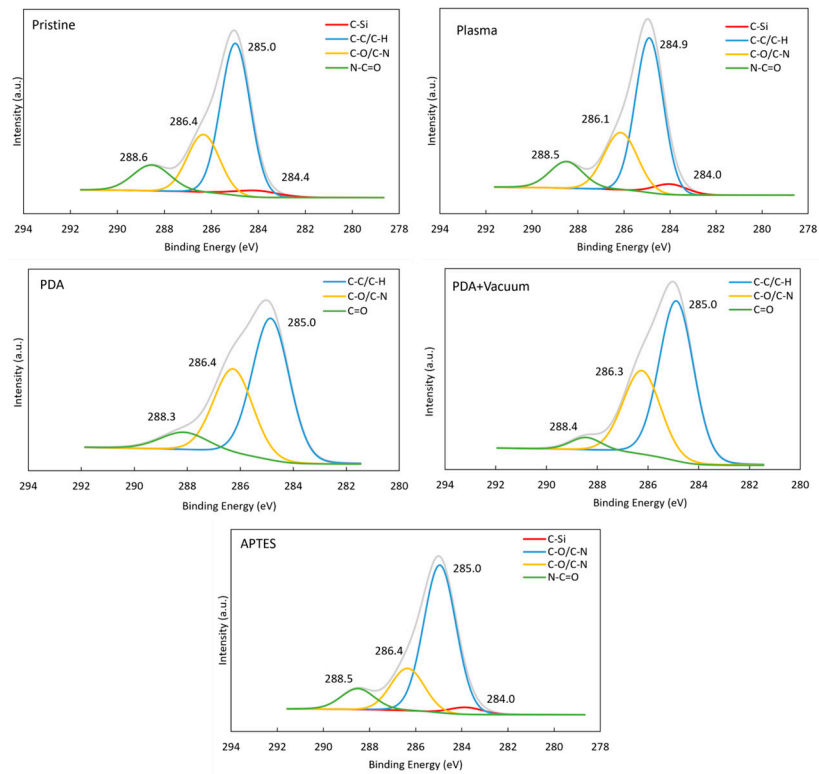 Pristine
C-Si
C-C/C-H
C-O/C-N
N-C=O
285.0
286.4
288.6
284.4
Intensity (a.u.)
294 292 290 288 286 284 282 280 278
Binding Energy (eV)
Plasma
C-Si
C-C/C-H
C-O/C-N
N-C=O
284.9
286.1
288.5
284.0
Intensity (a.u.)
294 292 290 288 286 284 282 280 278
Binding Energy (eV)
PDA
C-C/C-H
C-O/C-N
C=O
285.0
286.4
288.3
Intensity (a.u.)
294 292 290 288 286 284 282 280
Binding Energy (eV)
PDA+Vacuum
C-C/C-H
C-O/C-N
C=O
285.0
286.3
288.4
Intensity (a.u.)
294 292 290 288 286 284 282 280
Binding Energy (eV)
APTES
C-Si
C-O/C-N
C-O/C-N
N-C=O
285.0
286.4
288.5
284.0
Intensity (a.u.)
294 292 290 288 286 284 282 280 278
Binding Energy (eV)